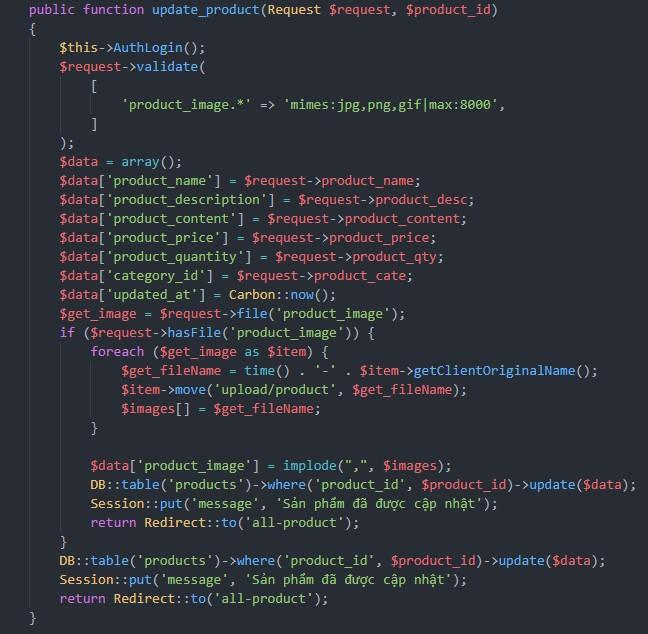 public function update_product(Request $request, $product_id)
{
    $this->AuthLogin();
    $request->validate(
        [
            'product_image.*' => 'mimes:jpg,png,gif|max:8000',
        ]
    );
    $data = array();
    $data['product_name'] = $request->product_name;
    $data['product_description'] = $request->product_desc;
    $data['product_content'] = $request->product_content;
    $data['product_price'] = $request->product_price;
    $data['product_quantity'] = $request->product_qty;
    $data['category_id'] = $request->product_cate;
    $data['updated_at'] = Carbon::now();
    $get_image = $request->file('product_image');
    if ($request->hasFile('product_image')) {
        foreach ($get_image as $item) {
            $get_fileName = time() . '-' . $item->getClientOriginalName();
            $item->move('upload/product', $get_fileName);
            $images[] = $get_fileName;
        }

        $data['product_image'] = implode(",", $images);
        DB::table('products')->where('product_id', $product_id)->update($data);
        Session::put('message', 'Sản phẩm đã được cập nhật');
        return Redirect::to('all-product');
    }
    DB::table('products')->where('product_id', $product_id)->update($data);
    Session::put('message', 'Sản phẩm đã được cập nhật');
    return Redirect::to('all-product');
}